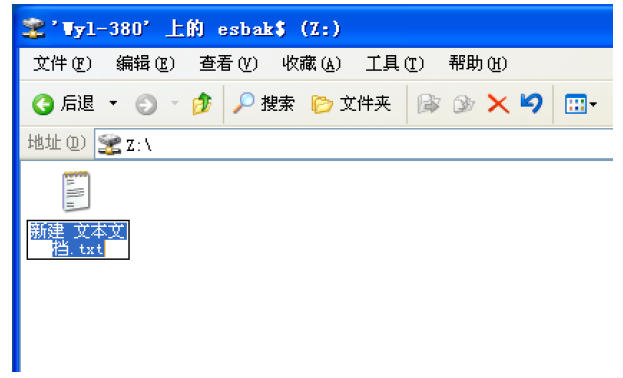 'Wyl-380' 上的 esbak$ (Z:)
文件(F) 编辑(E) 查看(V) 收藏(A) 工具(T) 帮助(H)
后退 搜索 文件夹
地址(D) Z:\
新建 文本文
档.txt